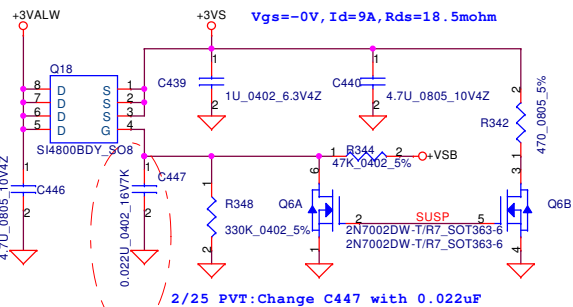 +3VALW
+3VS
Vgs=-0V,Id=9A,Rds=18.5mohm
Q18
8 D S 1
7 D S 2
6 D S 3
5 D G 4
SI4800BDY_SO8
1
C439
2
1U_0402_6.3V4Z
1
C440
2
4.7U_0805_10V4Z
2
R342
470_0805_5%
1
1
C446
2
4.7U_0805_10V4Z
1
C447
2
0.022U_0402_16V7K
1
R348
2
330K_0402_5%
1 R344 2
47K_0402_5%
+VSB
6
Q6A
2
1
SUSP
3
5
Q6B
4
2N7002DW-T/R7_SOT363-6
2N7002DW-T/R7_SOT363-6
2/25 PVT:Change C447 with 0.022uF